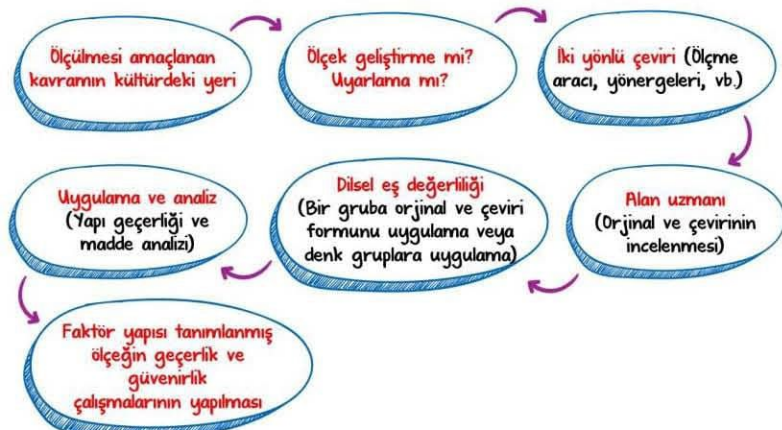 Ölçülmesi amaçlanan
kavramın kültürdeki yeri
Ölçek geliştirme mi?
Uyarlama mı?
İki yönlü çeviri (Ölçme
aracı, yönergeleri, vb.)
Alan uzmanı
(Orjinal ve çevirinin
incelenmesi)
Dilsel eş değerliliği
(Bir gruba orjinal ve çeviri
formunu uygulama veya
denk gruplara uygulama)
Uygulama ve analiz
(Yapı geçerliği ve
madde analizi)
Faktör yapısı tanımlanmış
ölçeğin geçerlik ve
güvenirlik
çalışmalarının yapılması